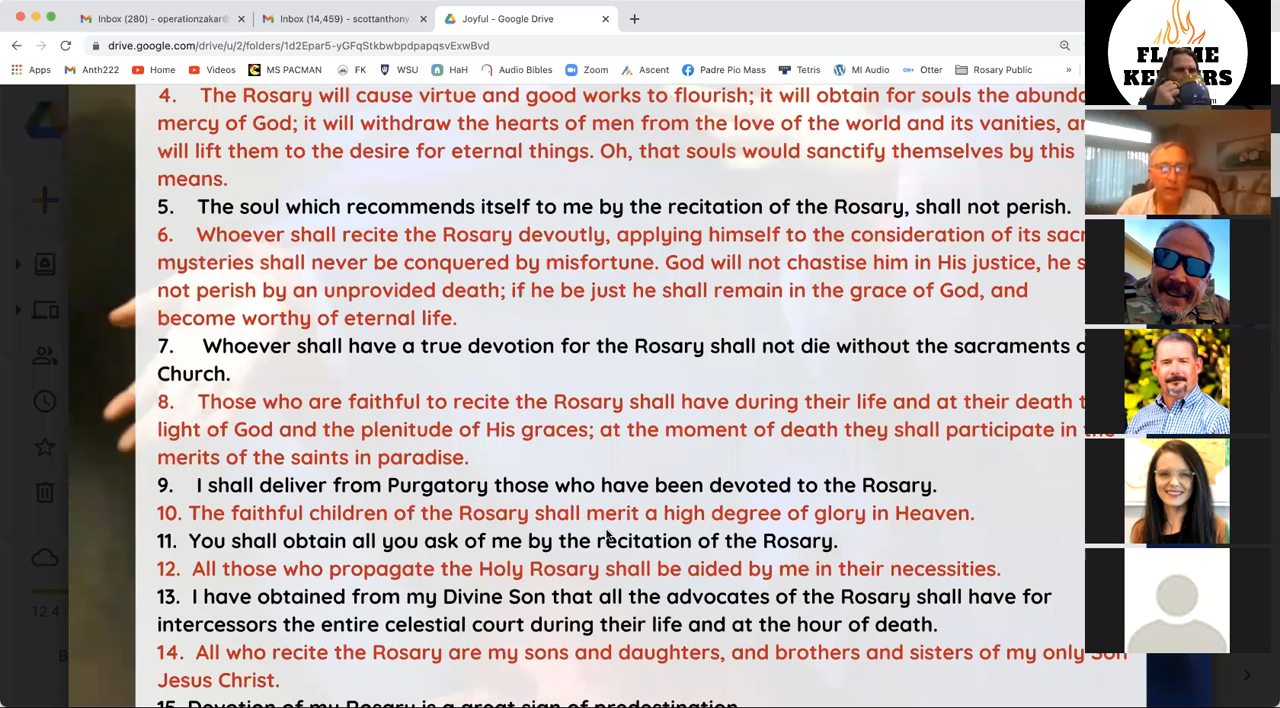 Inbox (280) - operationzakar@
Inbox (14,459) - scottanthony.
Joyful - Google Drive
drive.google.com/drive/u/2/folders/1d2Epar5-yGFqStkbwbpdpapqsvExwBvd
Apps Anth222 Home Videos MS PACMAN FK WSU HaH Audio Bibles Zoom Ascent Padre Pio Mass Tetris MI Audio Otter Rosary Public »
FLAME
KEEPERS
4. The Rosary will cause virtue and good works to flourish; it will obtain for souls the
mercy of God; it will withdraw the hearts of men from the love of the world and its vanities,
will lift them to the desire for eternal things. Oh, that souls would sanctify themselves by this
means.
5. The soul which recommends itself to me by the recitation of the Rosary, shall not perish.
6. Whoever shall recite the Rosary devoutly, applying himself to the consideration of its
mysteries shall never be conquered by misfortune. God will not chastise him in His justice, he
not perish by an unprovided death; if he be just he shall remain in the grace of God, and
become worthy of eternal life.
7. Whoever shall have a true devotion for the Rosary shall not die without the sacraments
Church.
8. Those who are faithful to recite the Rosary shall have during their life and at their death
light of God and the plenitude of His graces; at the moment of death they shall participate in the
merits of the saints in paradise.
9. I shall deliver from Purgatory those who have been devoted to the Rosary.
10. The faithful children of the Rosary shall merit a high degree of glory in Heaven.
11. You shall obtain all you ask of me by the recitation of the Rosary.
12. All those who propagate the Holy Rosary shall be aided by me in their necessities.
13. I have obtained from my Divine Son that all the advocates of the Rosary shall have for
intercessors the entire celestial court during their life and at the hour of death.
14. All who recite the Rosary are my sons and daughters, and brothers and sisters of my only Son
Jesus Christ.
15. Devotion of my Rosary is a great sign of predestination.
12.4